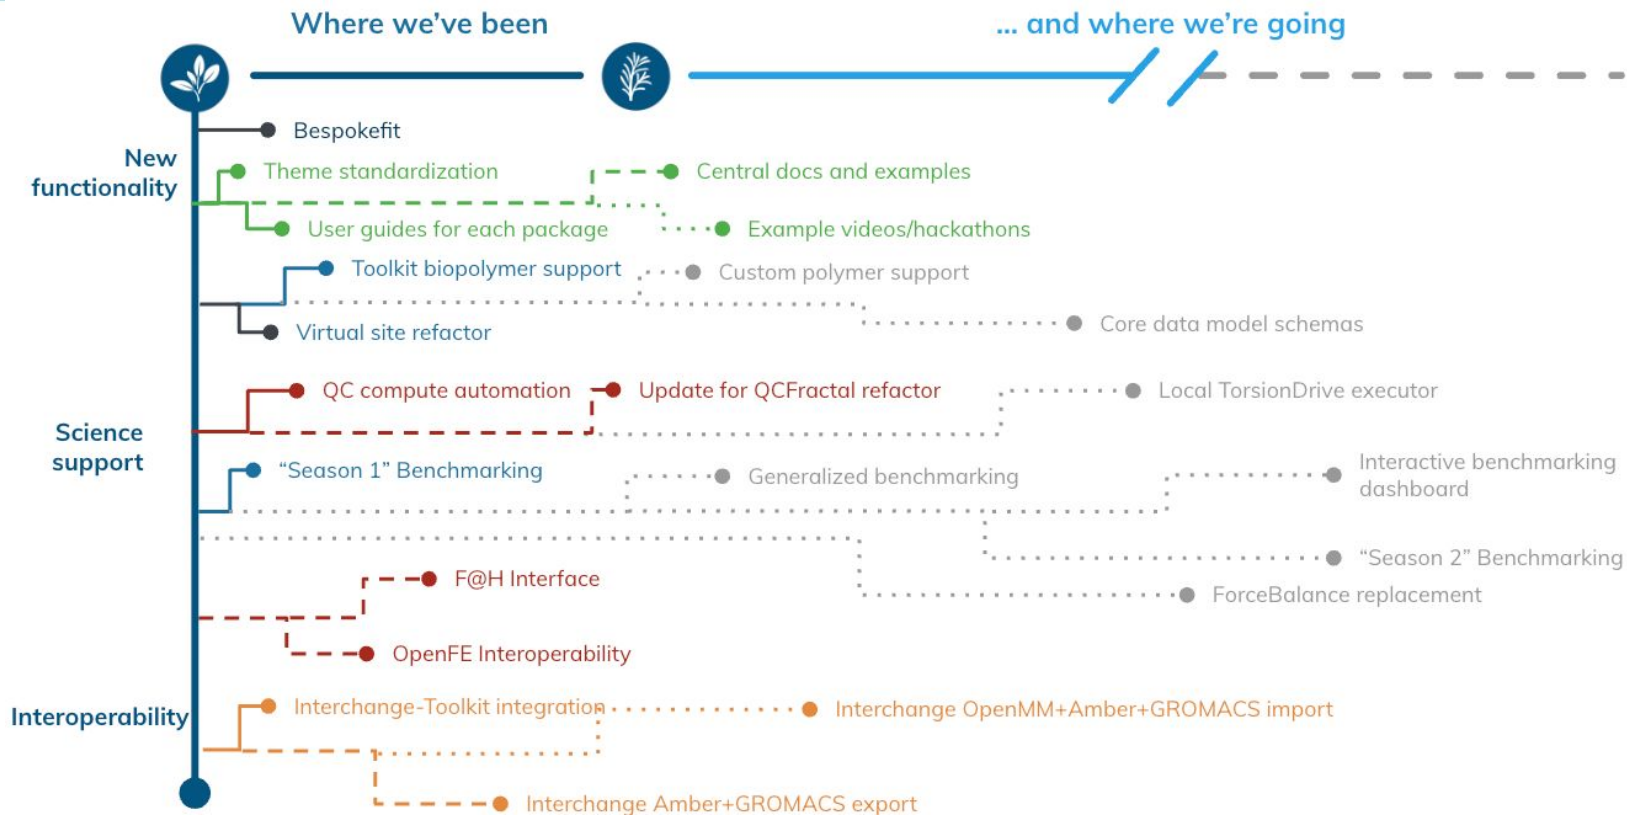 Where we've been
... and where we're going
Bespokefit
New
functionality
Theme standardization
Central docs and examples
User guides for each package
Example videos/hackathons
Toolkit biopolymer support
Custom polymer support
Virtual site refactor
Core data model schemas
QC compute automation
Update for QCFractal refactor
Local TorsionDrive executor
Science
support
“Season 1” Benchmarking
Generalized benchmarking
Interactive benchmarking
dashboard
“Season 2” Benchmarking
F@H Interface
ForceBalance replacement
OpenFE Interoperability
Interoperability
Interchange-Toolkit integration
Interchange OpenMM+Amber+GROMACS import
Interchange Amber+GROMACS export